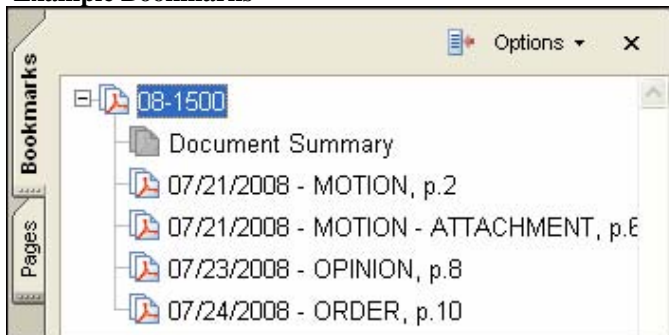 Example Bookmarks
Options
Bookmarks
08-1500
Document Summary
07/21/2008 - MOTION, p.2
07/21/2008 - MOTION - ATTACHMENT, p.
Pages
07/23/2008 - OPINION, p.8
07/24/2008 - ORDER, p.10